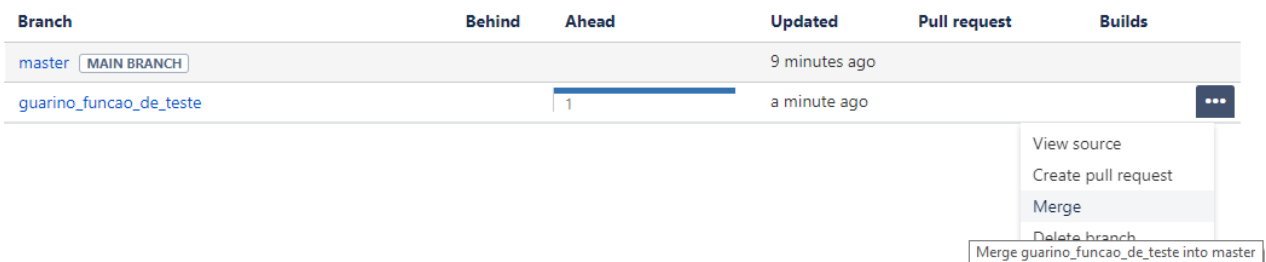 Branch Behind Ahead Updated Pull request Builds
master MAIN BRANCH 9 minutes ago
guarino_funcao_de_teste 1 a minute ago
View source
Create pull request
Merge
Delete branch
Merge guarino_funcao_de_teste into master